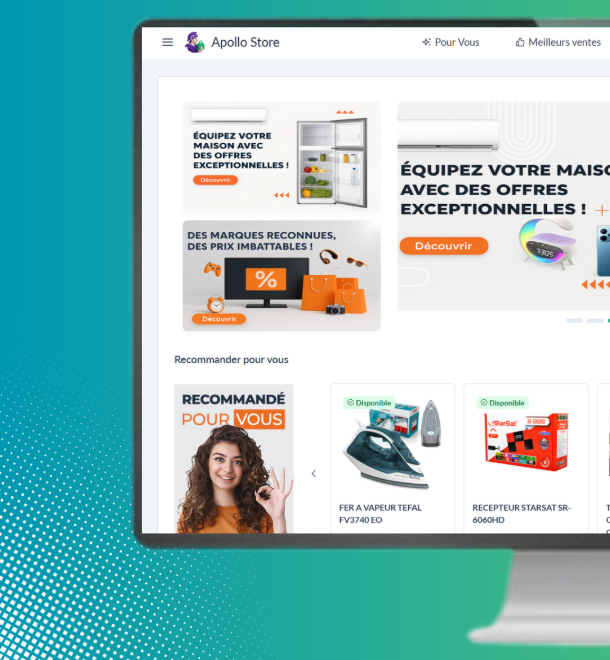 Apollo Store
Pour Vous
Meilleurs ventes
ÉQUIPEZ VOTRE
MAISON AVEC
DES OFFRES
EXCEPTIONNELLES !
Découvrir
DES MARQUES RECONNUES,
DES PRIX IMBATTABLES !
%
Découvrir
ÉQUIPEZ VOTRE MAISO
AVEC DES OFFRES
EXCEPTIONNELLES !
Découvrir
7305
Recommander pour vous
RECOMMANDÉ
POUR VOUS
Disponible
FER A VAPEUR TEFAL
FV3740 EO
Disponible
StarSat
RECEPTEUR STARSAT SR-
6060HD